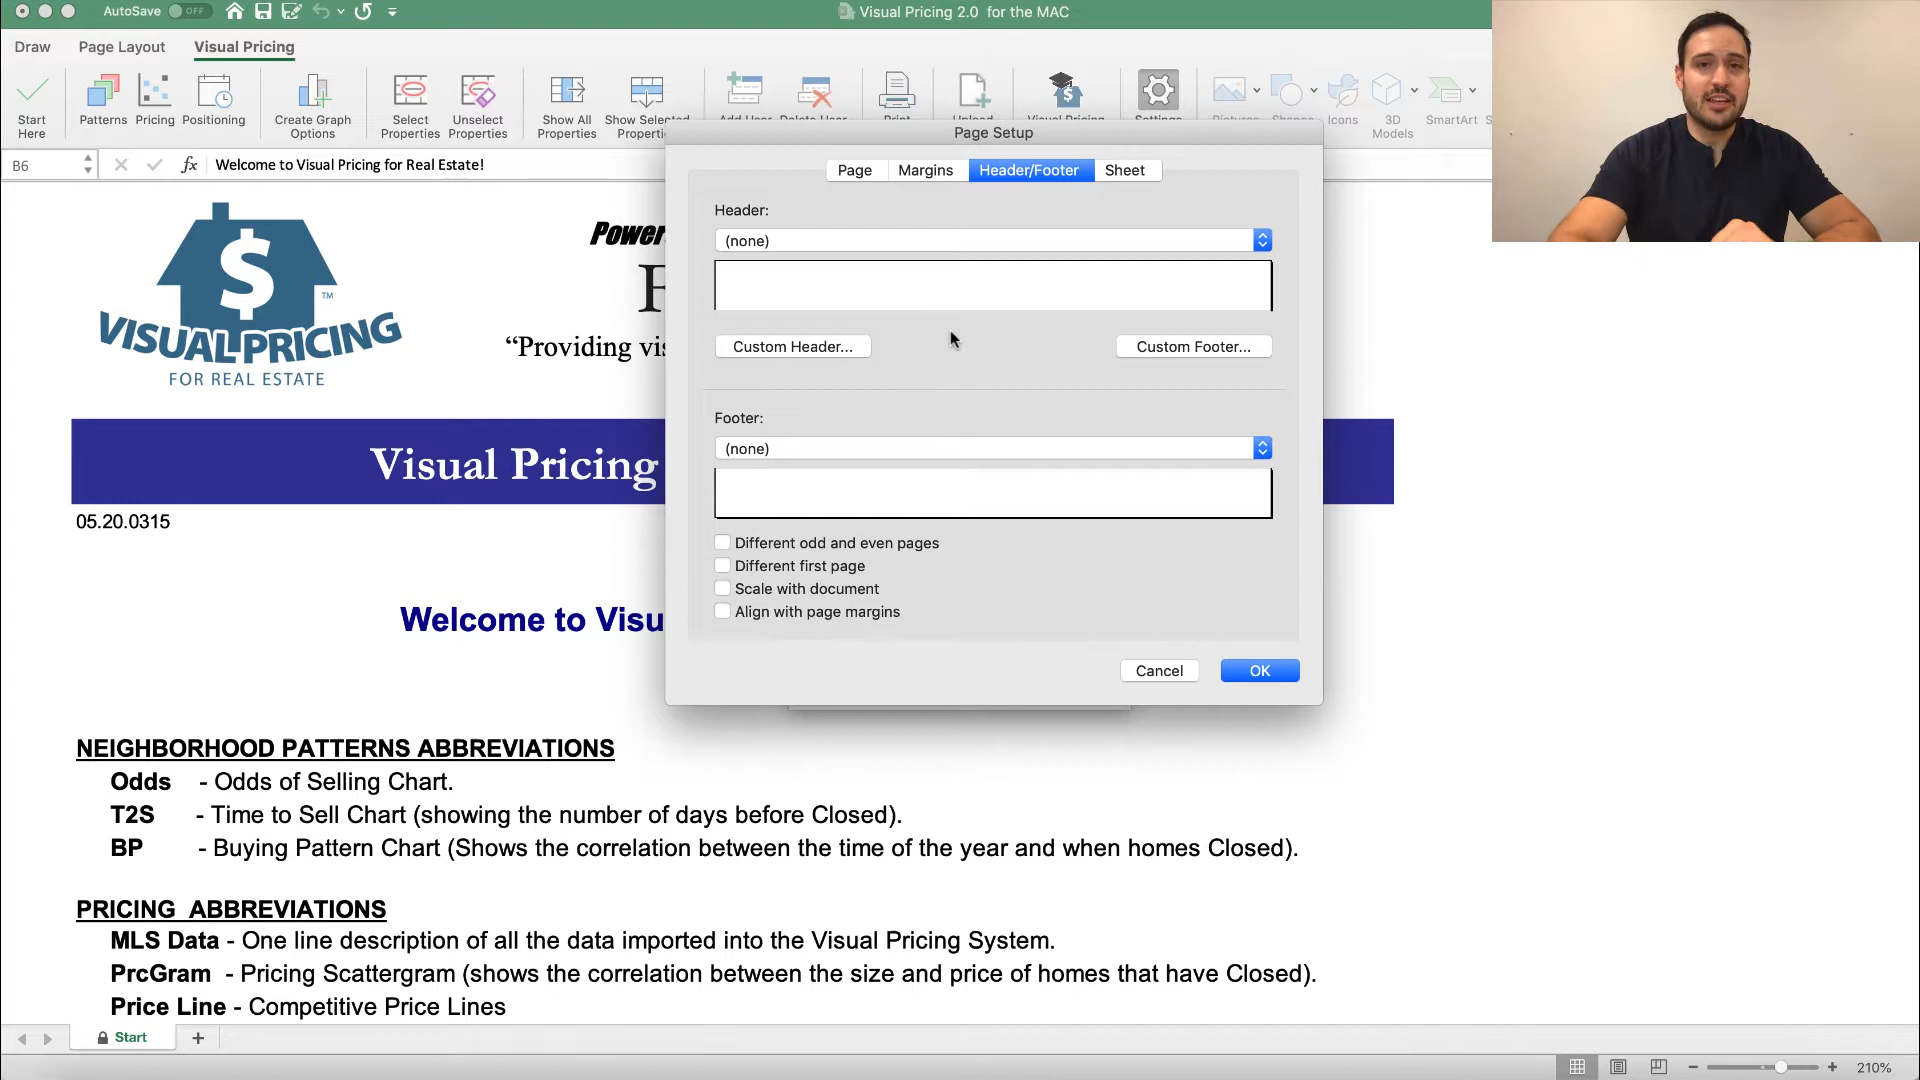 AutoSave OFF
Visual Pricing 2.0 for the MAC
Draw Page Layout Visual Pricing
Start Here
Patterns Pricing Positioning
Create Graph Options
Select Properties
Unselect Properties
Show All Properties
Show Selected
Pictures Shapes Icons 3D Models SmartArt
B6 fx Welcome to Visual Pricing for Real Estate!
Page Setup
Page Margins Header/Footer Sheet
Header:
(none)
Custom Header... Custom Footer...
Footer:
(none)
Different odd and even pages
Different first page
Scale with document
Align with page margins
Cancel OK
$
VISUAL PRICING TM
FOR REAL ESTATE
“Providing
Visual Pricing
05.20.0315
Welcome to Visu
NEIGHBORHOOD PATTERNS ABBREVIATIONS
Odds - Odds of Selling Chart.
T2S - Time to Sell Chart (showing the number of days before Closed).
BP - Buying Pattern Chart (Shows the correlation between the time of the year and when homes Closed).
PRICING ABBREVIATIONS
MLS Data - One line description of all the data imported into the Visual Pricing System.
PrcGram - Pricing Scattergram (shows the correlation between the size and price of homes that have Closed).
Price Line - Competitive Price Lines
Start
210%